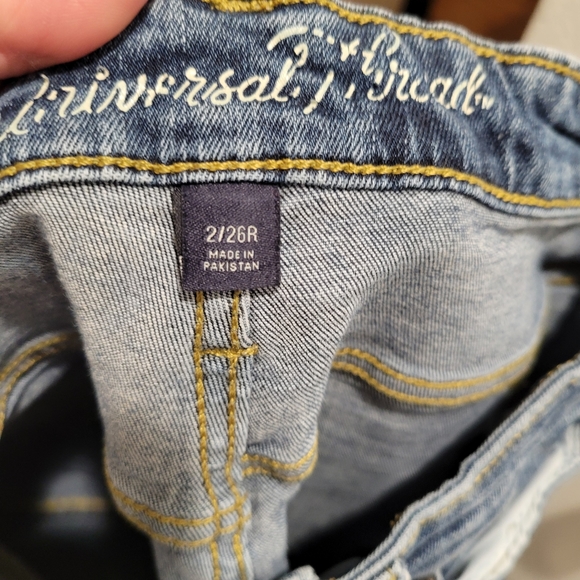 Universal Thread
2/26R
MADE IN
PAKISTAN